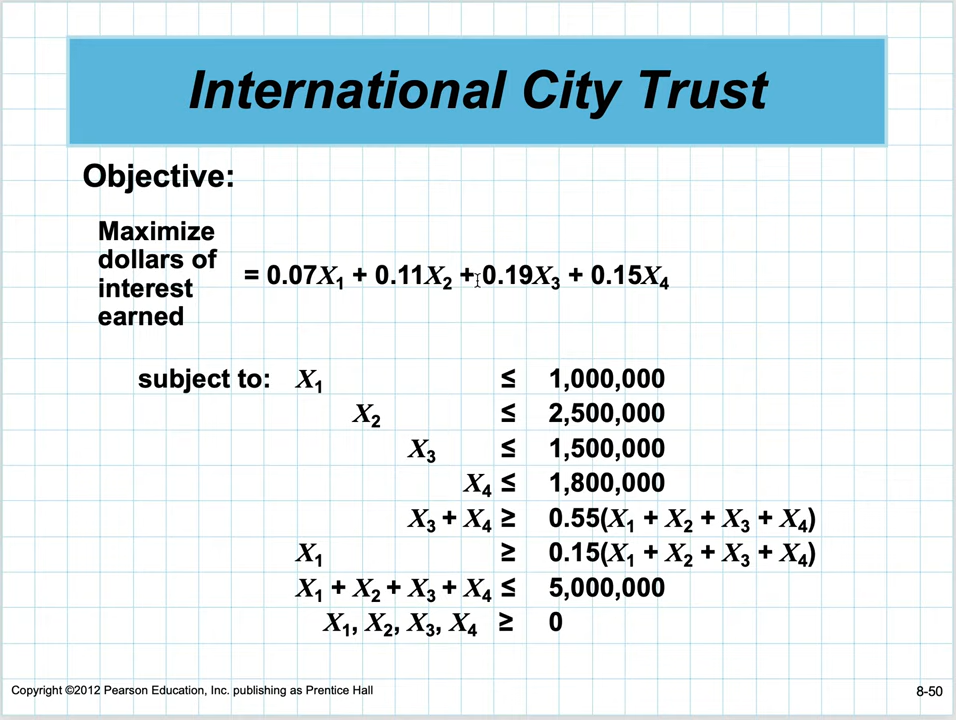 International City Trust
Objective:
Maximize
dollars of
interest
earned
= 0.07X₁ + 0.11X₂ + 0.19X₃ + 0.15X₄
subject to: X₁ ≤ 1,000,000
X₂ ≤ 2,500,000
X₃ ≤ 1,500,000
X₄ ≤ 1,800,000
X₃ + X₄ ≥ 0.55(X₁ + X₂ + X₃ + X₄)
X₁ ≥ 0.15(X₁ + X₂ + X₃ + X₄)
X₁ + X₂ + X₃ + X₄ ≤ 5,000,000
X₁, X₂, X₃, X₄ ≥ 0
Copyright ©2012 Pearson Education, Inc. publishing as Prentice Hall
8-50